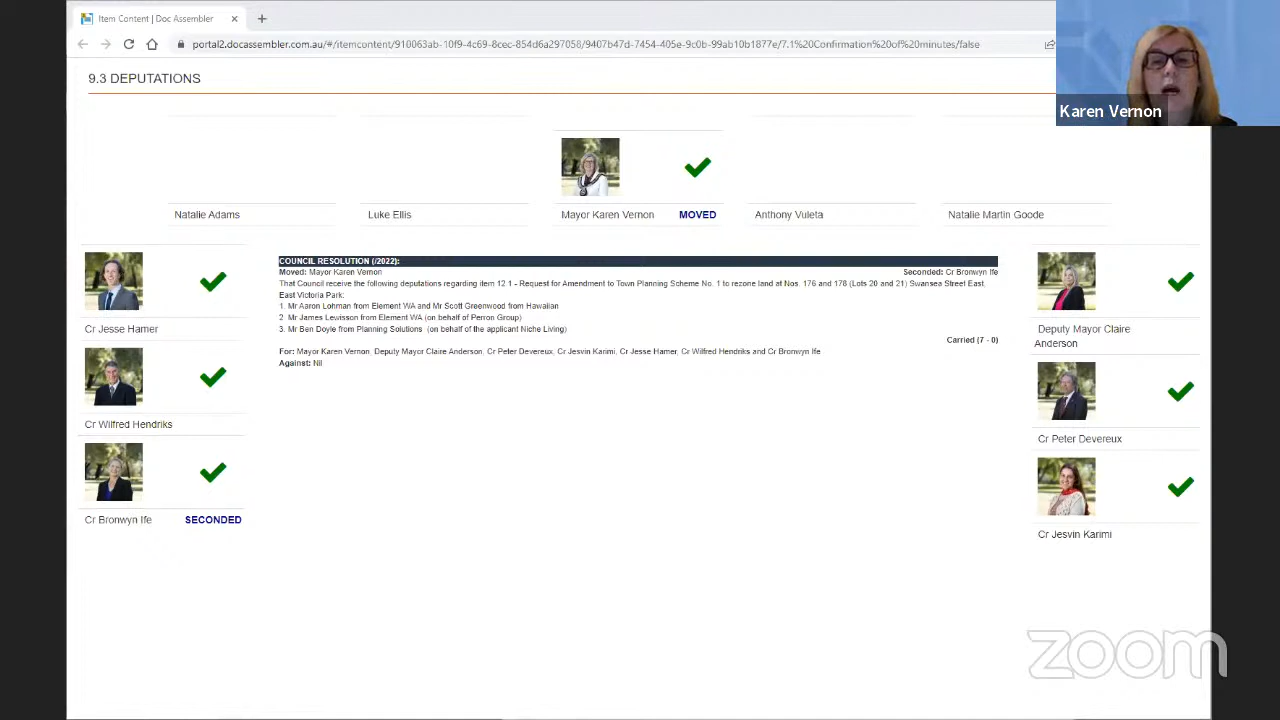 Item Content | Doc Assembler
portal2.docassembler.com.au/#/itemcontent/910063ab-10f9-4c69-8cec-854d6a297058/9407b47d-7454-405e-9c0b-99ab10b1877e/7.1%20Confirmation%20of%20minutes/false
Karen Vernon
9.3 DEPUTATIONS
Natalie Adams
Luke Ellis
Mayor Karen Vernon MOVED
Anthony Vuleta
Natalie Martin Goode
Cr Jesse Hamer
Cr Wilfred Hendriks
Cr Bronwyn Ife SECONDED
COUNCIL RESOLUTION (/2022):
Moved: Mayor Karen Vernon Seconded: Cr Bronwyn Ife
That Council receive the following deputations regarding item 12.1 - Request for Amendment to Town Planning Scheme No. 1 to rezone land at Nos. 176 and 178 (Lots 20 and 21) Swansea Street East,
East Victoria Park:
1. Mr Aaron Lohman from Element WA and Mr Scott Greenwood from Hawaiian
2. Mr James Lewisson from Element WA (on behalf of Perron Group)
3. Mr Ben Doyle from Planning Solutions (on behalf of the applicant Niche Living)
Carried (7 - 0)
For: Mayor Karen Vernon, Deputy Mayor Claire Anderson, Cr Peter Devereux, Cr Jesvin Karimi, Cr Jesse Hamer, Cr Wilfred Hendriks and Cr Bronwyn Ife
Against: Nil
Deputy Mayor Claire
Anderson
Cr Peter Devereux
Cr Jesvin Karimi
zoom